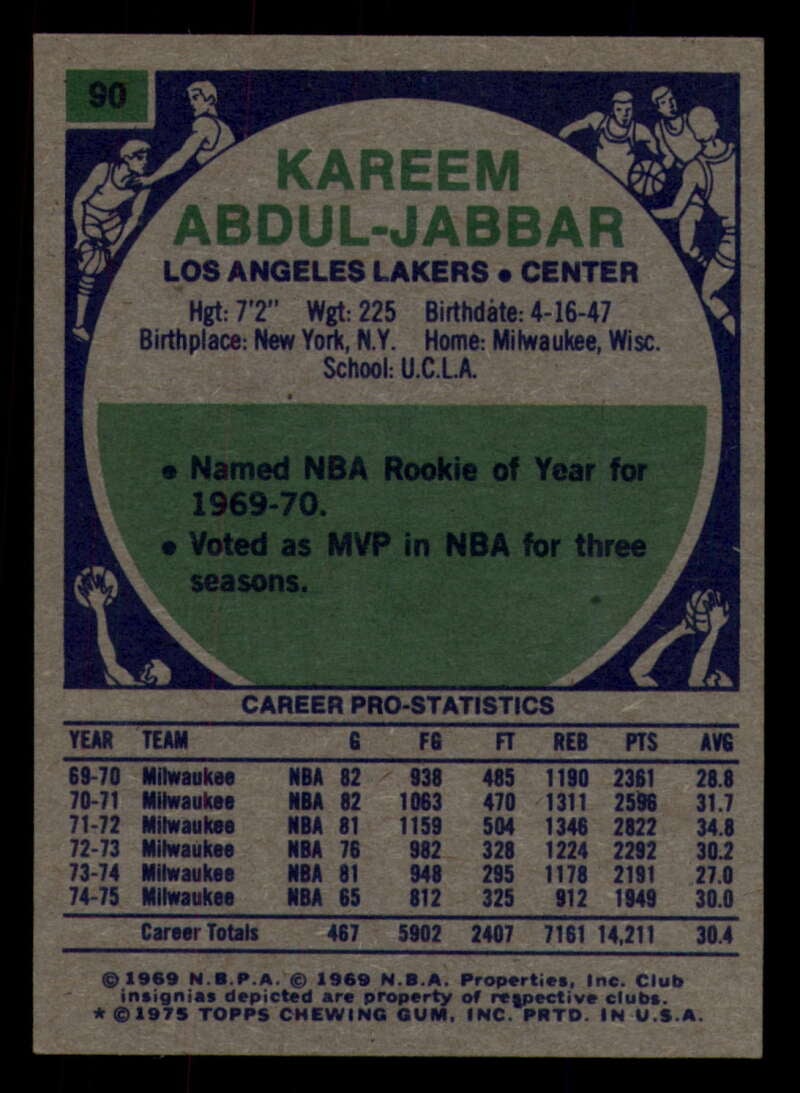 90
KAREEM
ABDUL-JABBAR
LOS ANGELES LAKERS • CENTER
Hgt: 7'2" Wgt: 225 Birthdate: 4-16-47
Birthplace: New York, N.Y. Home: Milwaukee, Wisc.
School: U.C.L.A.
• Named NBA Rookie of Year for
1969-70.
• Voted as MVP in NBA for three
seasons.
CAREER PRO-STATISTICS
YEAR TEAM G FG FT REB PTS AVG
69-70 Milwaukee NBA 82 938 485 1190 2361 28.8
70-71 Milwaukee NBA 82 1063 470 1311 2596 31.7
71-72 Milwaukee NBA 81 1159 504 1346 2822 34.8
72-73 Milwaukee NBA 76 982 328 1224 2292 30.2
73-74 Milwaukee NBA 81 948 295 1178 2191 27.0
74-75 Milwaukee NBA 65 812 325 912 1949 30.0
Career Totals 467 5902 2407 7161 14,211 30.4
© 1969 N.B.P.A. © 1969 N.B.A. Properties, Inc. Club
insignias depicted are property of respective clubs.
* © 1975 TOPPS CHEWING GUM, INC. PRTD. IN U.S.A.